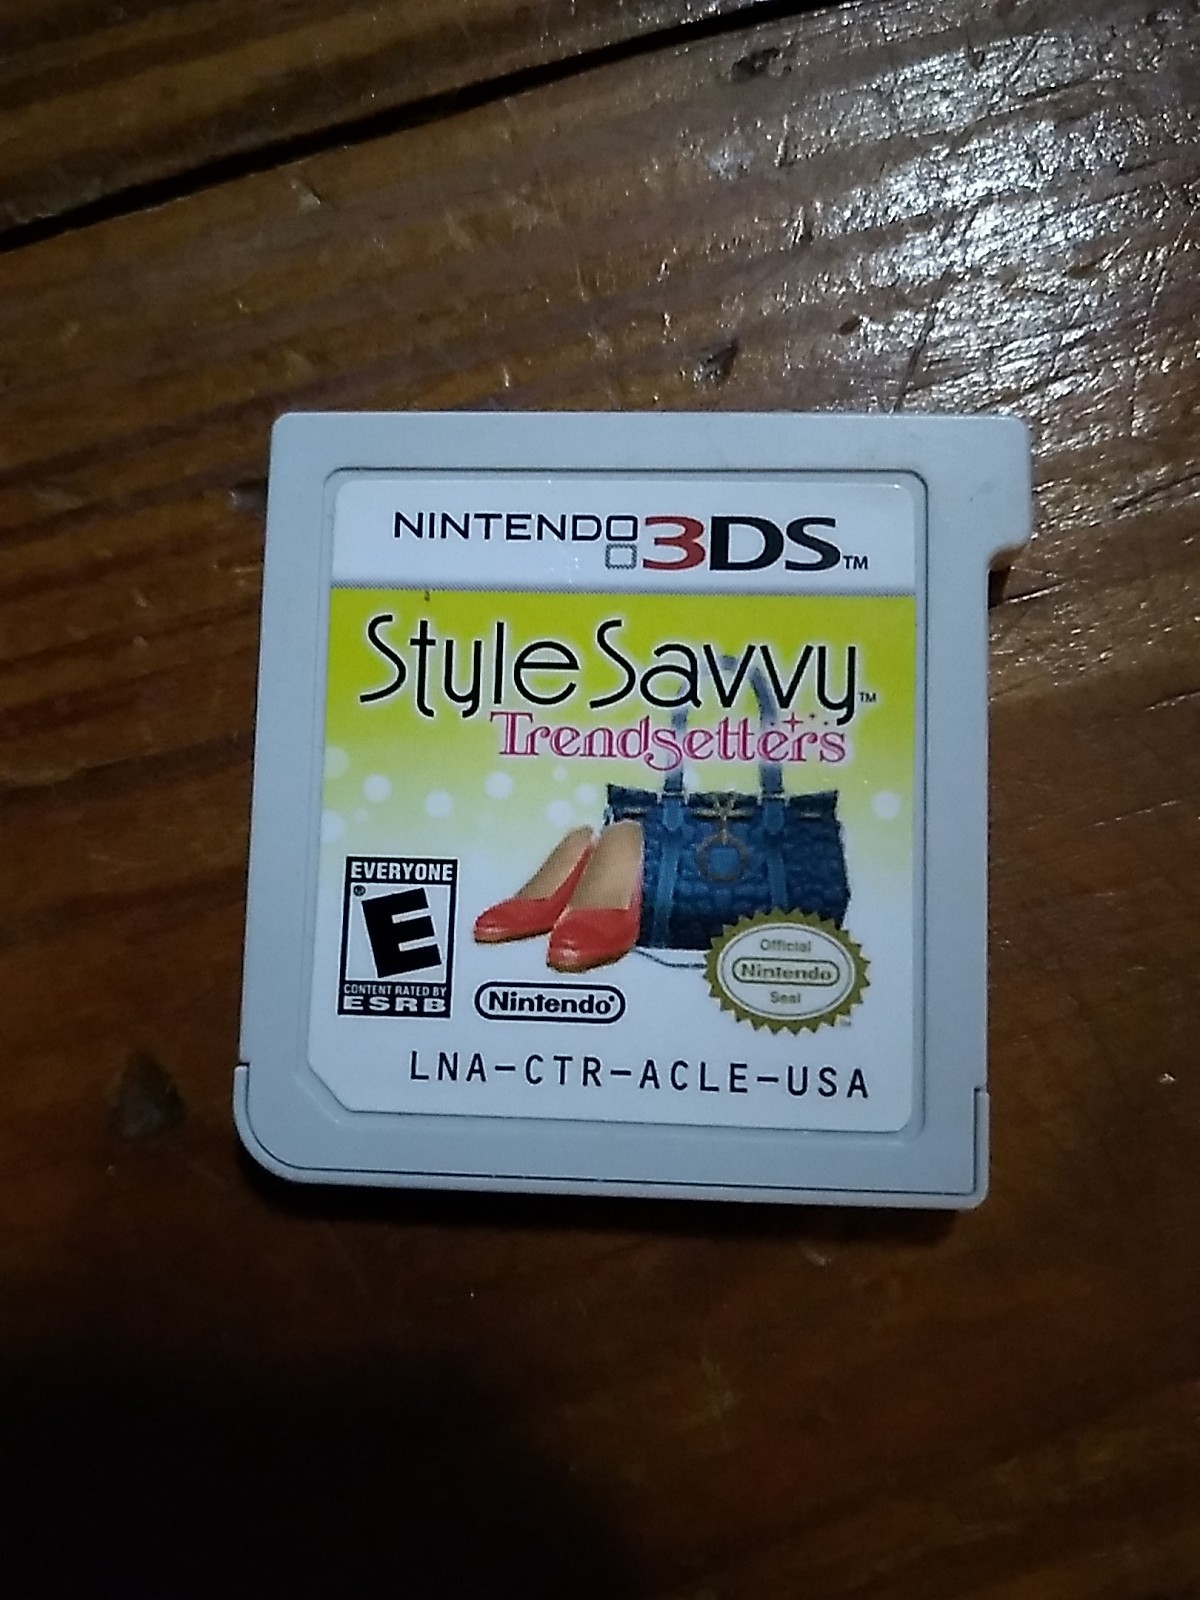 NINTENDO 3DS™
Style Savvy™
Trendsetters
EVERYONE
E®
CONTENT RATED BY
ESRB
Nintendo®
Official
Nintendo
Seal
LNA-CTR-ACLE-USA